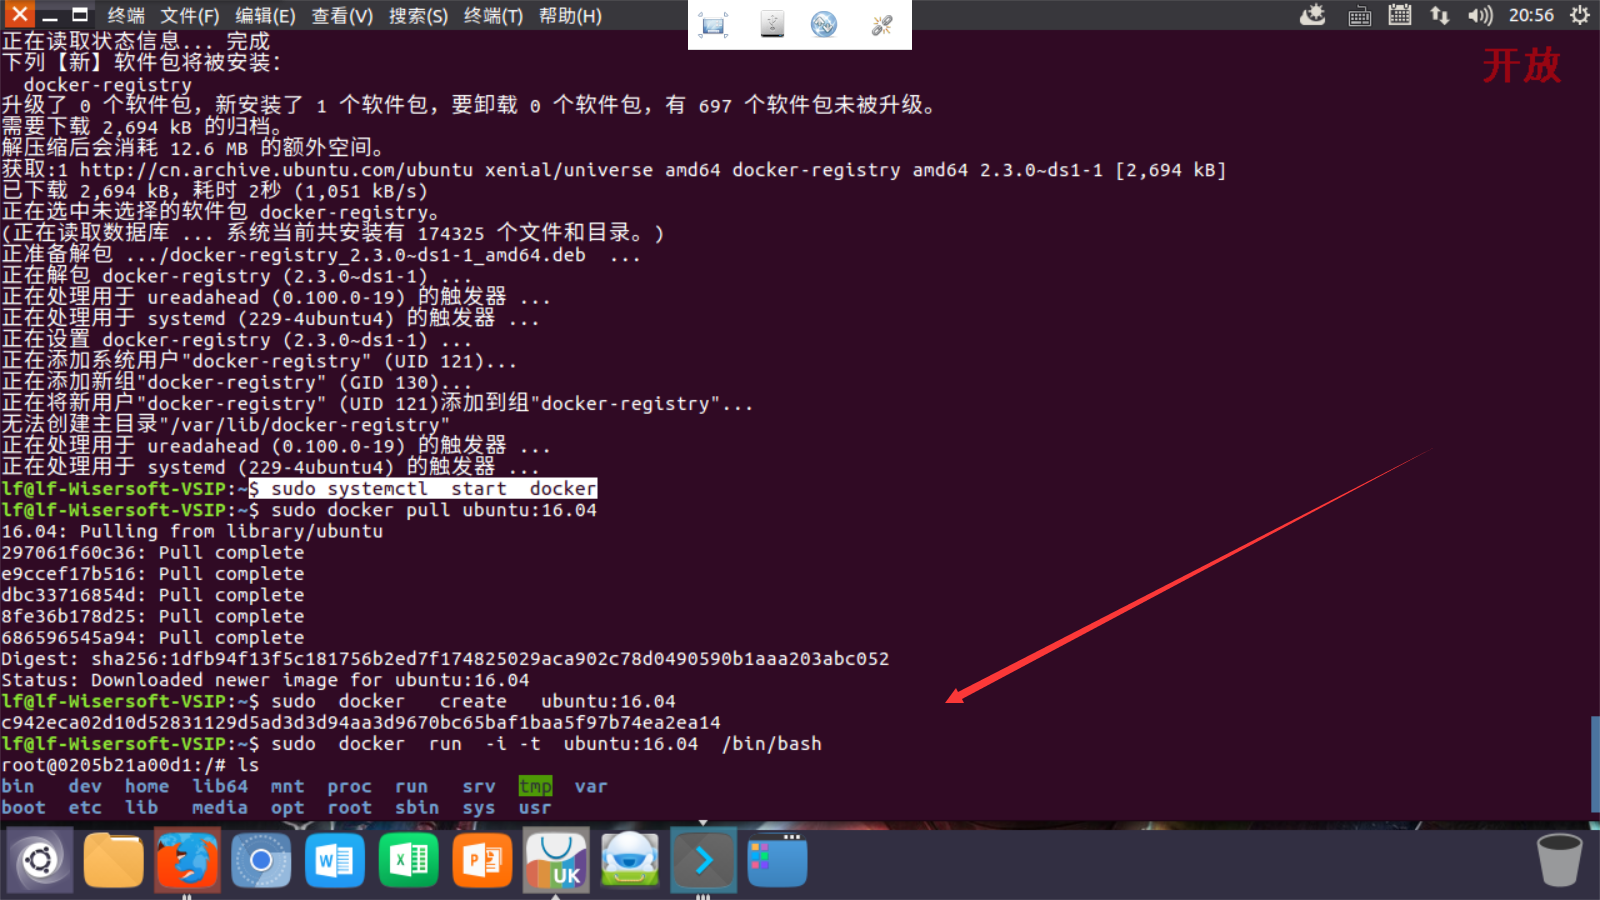 终端 文件(F) 编辑(E) 查看(V) 搜索(S) 终端(T) 帮助(H) 20:56
开放
正在读取状态信息... 完成
下列【新】软件包将被安装：
docker-registry
升级了 0 个软件包，新安装了 1 个软件包，要卸载 0 个软件包，有 697 个软件包未被升级。
需要下载 2,694 kB 的归档。
解压缩后会消耗 12.6 MB 的额外空间。
获取:1 http://cn.archive.ubuntu.com/ubuntu xenial/universe amd64 docker-registry amd64 2.3.0~ds1-1 [2,694 kB]
已下载 2,694 kB，耗时 2秒 (1,051 kB/s)
正在选中未选择的软件包 docker-registry。
(正在读取数据库 ... 系统当前共安装有 174325 个文件和目录。)
正准备解包 .../docker-registry_2.3.0~ds1-1_amd64.deb ...
正在解包 docker-registry (2.3.0~ds1-1) ...
正在处理用于 ureadahead (0.100.0-19) 的触发器 ...
正在处理用于 systemd (229-4ubuntu4) 的触发器 ...
正在设置 docker-registry (2.3.0~ds1-1) ...
正在添加系统用户"docker-registry" (UID 121)...
正在添加新组"docker-registry" (GID 130)...
正在将新用户"docker-registry" (UID 121)添加到组"docker-registry"...
无法创建主目录"/var/lib/docker-registry"
正在处理用于 ureadahead (0.100.0-19) 的触发器 ...
正在处理用于 systemd (229-4ubuntu4) 的触发器 ...
lf@lf-Wisersoft-VSIP:~$ sudo systemctl start docker
lf@lf-Wisersoft-VSIP:~$ sudo docker pull ubuntu:16.04
16.04: Pulling from library/ubuntu
297061f60c36: Pull complete
e9ccef17b516: Pull complete
dbc33716854d: Pull complete
8fe36b178d25: Pull complete
686596545a94: Pull complete
Digest: sha256:1dfb94f13f5c181756b2ed7f174825029aca902c78d0490590b1aaa203abc052
Status: Downloaded newer image for ubuntu:16.04
lf@lf-Wisersoft-VSIP:~$ sudo docker create ubuntu:16.04
c942eca02d10d52831129d5ad3d3d94aa3d9670bc65baf1baa5f97b74ea2ea14
lf@lf-Wisersoft-VSIP:~$ sudo docker run -i -t ubuntu:16.04 /bin/bash
root@0205b21a00d1:/# ls
bin dev home lib64 mnt proc run srv tmp var
boot etc lib media opt root sbin sys usr
W X P UK